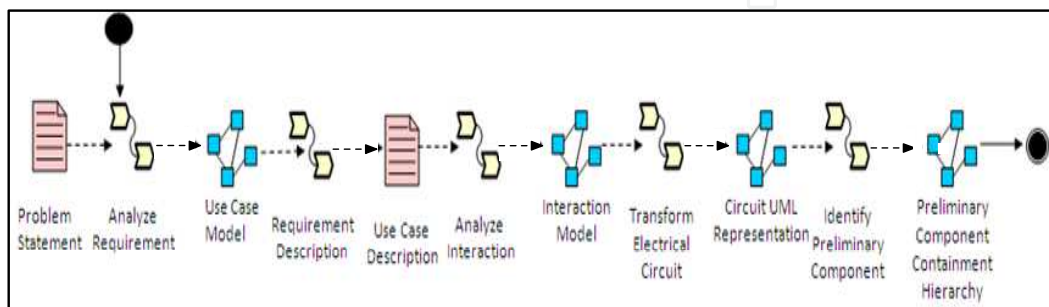 Problem
Statement
Analyze
Requirement
Use Case
Model
Requirement
Description
Use Case
Description
Analyze
Interaction
Interaction
Model
Transform
Electrical
Circuit
Circuit UML
Representation
Identify
Preliminary
Component
Preliminary
Component
Containment
Hierarchy